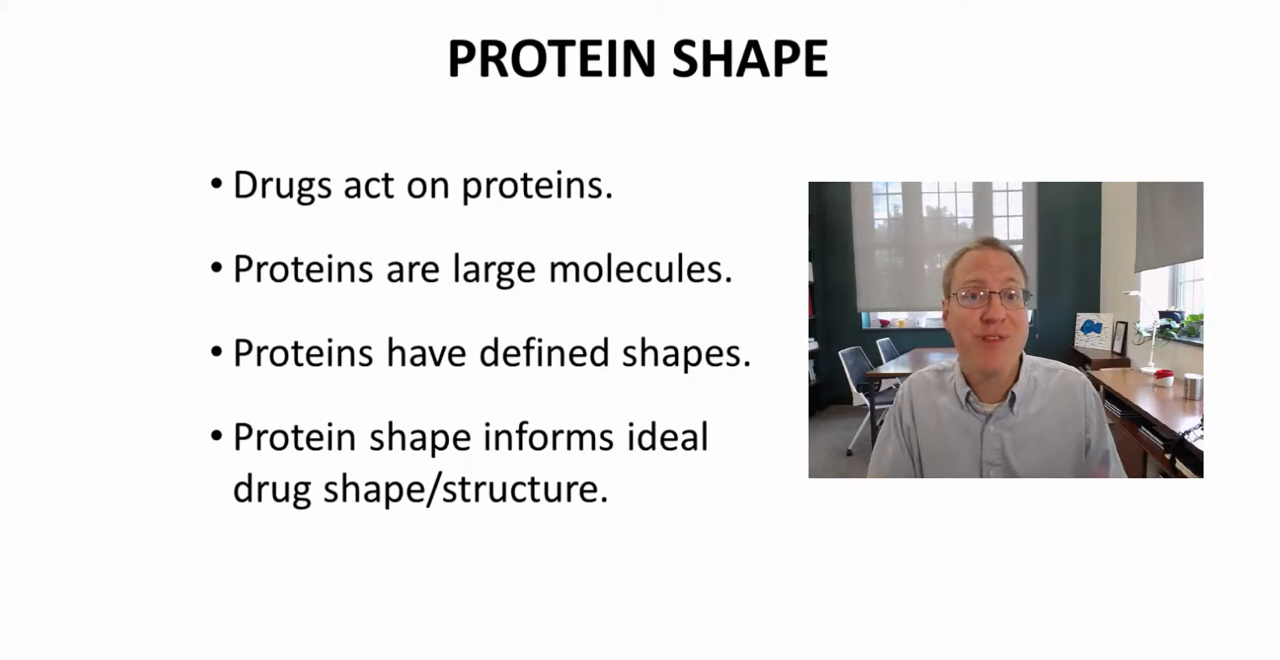 PROTEIN SHAPE
• Drugs act on proteins.
• Proteins are large molecules.
• Proteins have defined shapes.
• Protein shape informs ideal
drug shape/structure.